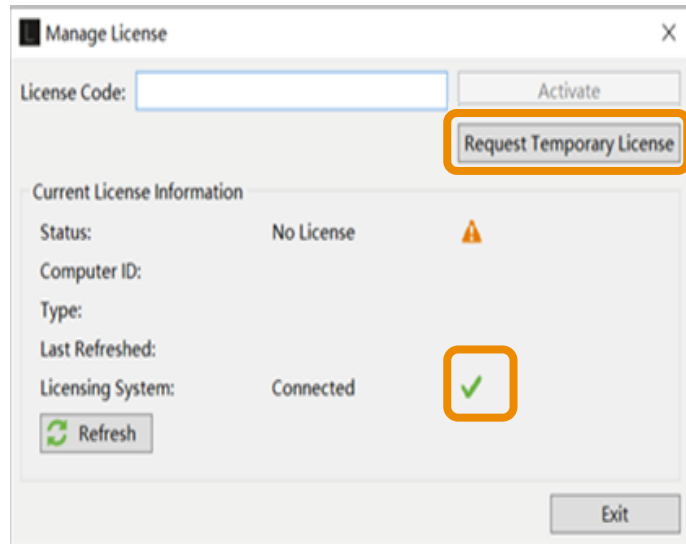 L Manage License
License Code: Activate
Request Temporary License
Current License Information
Status: No License
Computer ID:
Type:
Last Refreshed:
Licensing System: Connected
Refresh
Exit